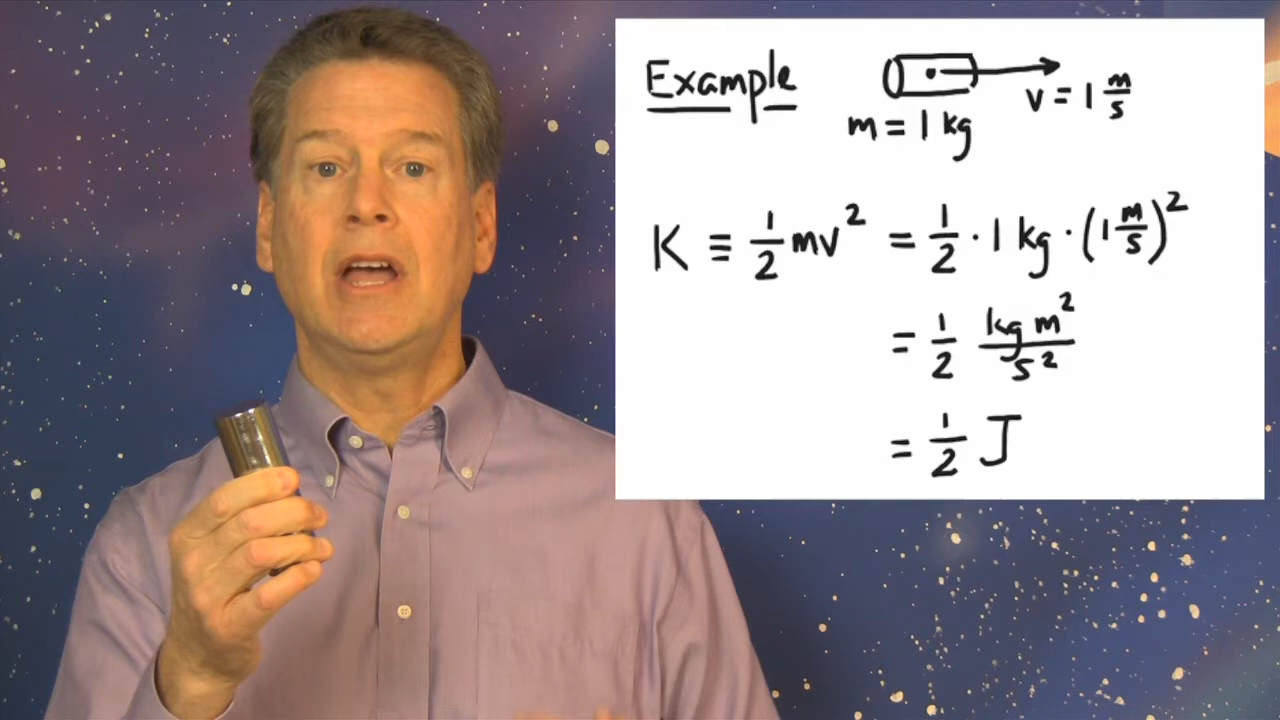 Example
v = 1 m/s
m = 1 kg
K ≡ 1/2 mv² = 1/2 · 1 kg · (1 m/s)²
= 1/2 kg m²/s²
= 1/2 J